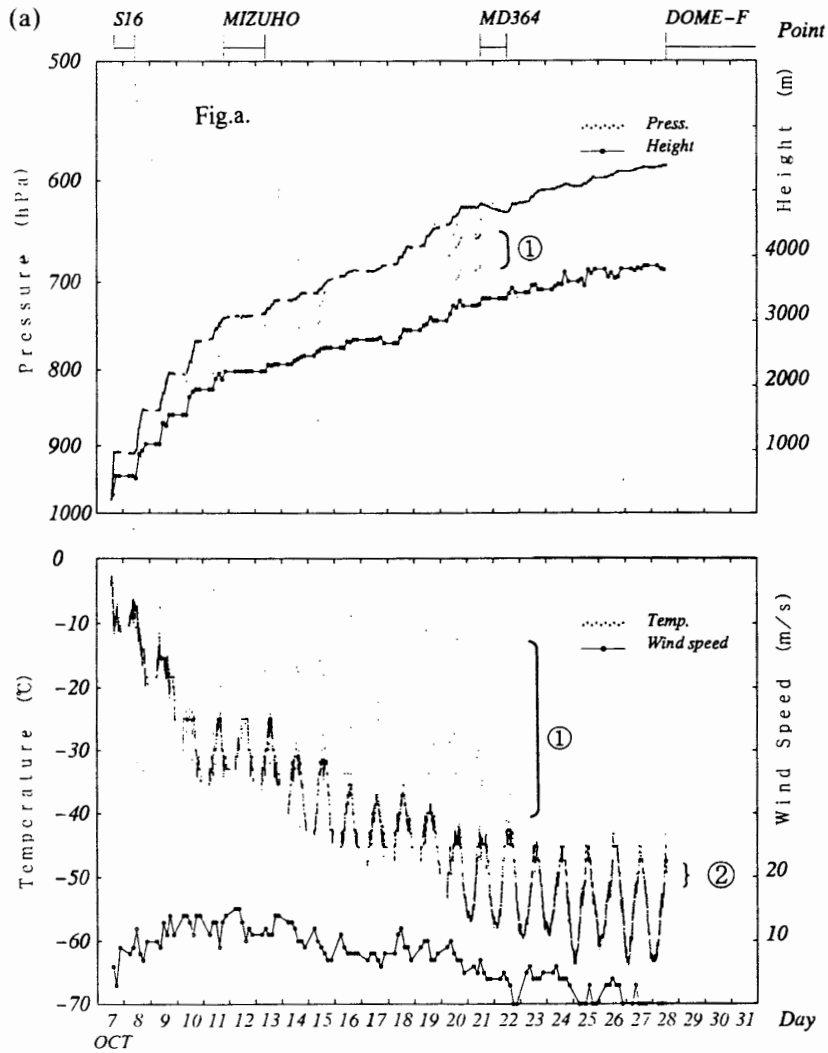 (a)
S16 MIZUHO MD364 DOME-F Point
Fig.a.
Press.
Height
①
Pressure (hPa)
500
600
700
800
900
1000
Height (m)
4000
3000
2000
1000
Temp.
Wind speed
①
②
Temperature (℃)
0
-10
-20
-30
-40
-50
-60
-70
Wind Speed (m/s)
20
10
7 8 9 10 11 12 13 14 15 16 17 18 19 20 21 22 23 24 25 26 27 28 29 30 31 Day
OCT